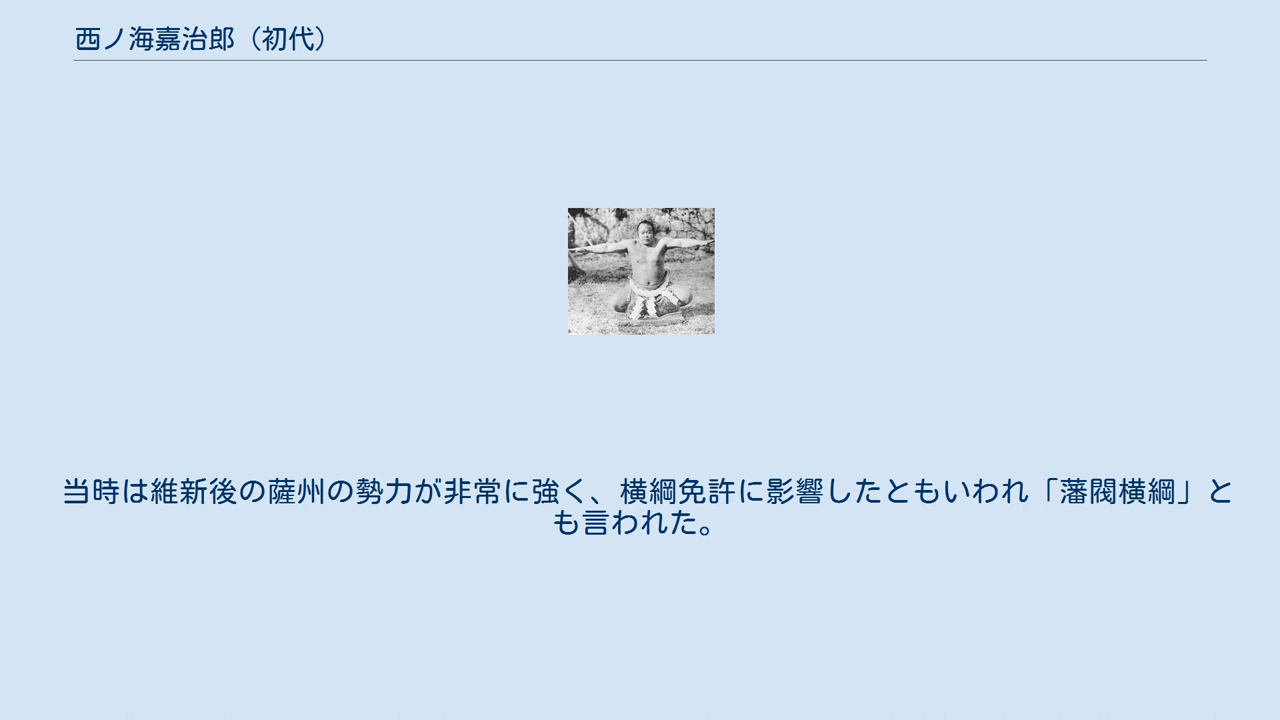 西ノ海嘉治郎（初代）
当時は維新後の薩州の勢力が非常に強く、横綱免許に影響したともいわれ「藩閥横綱」と
も言われた。